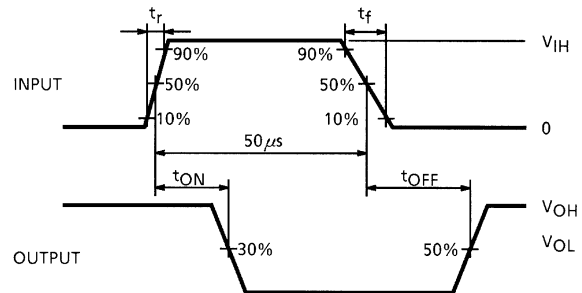 tr
tf
90%
90%
VIH
INPUT
50%
50%
10%
10%
0
50μs
tON
tOFF
VOH
30%
50%
VOL
OUTPUT